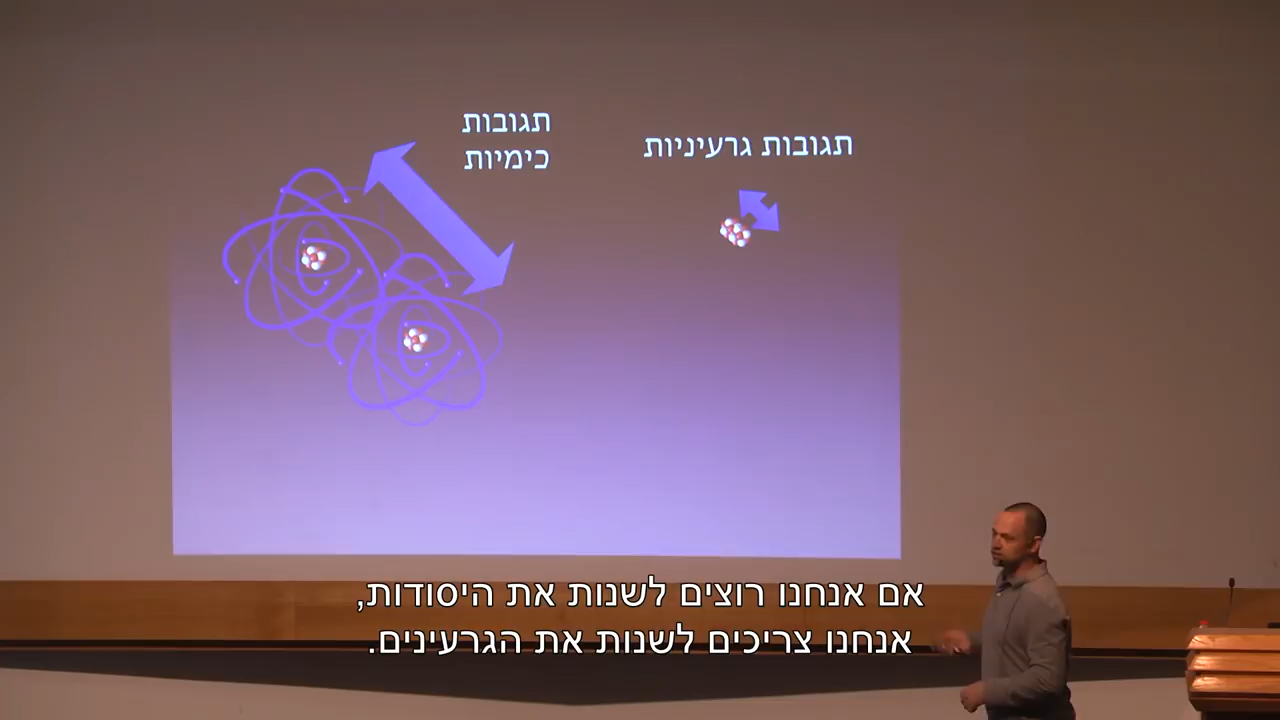 תגובות
כימיות
תגובות גרעיניות
אם אנחנו רוצים לשנות את היסודות,
אנחנו צריכים לשנות את הגרעינים.